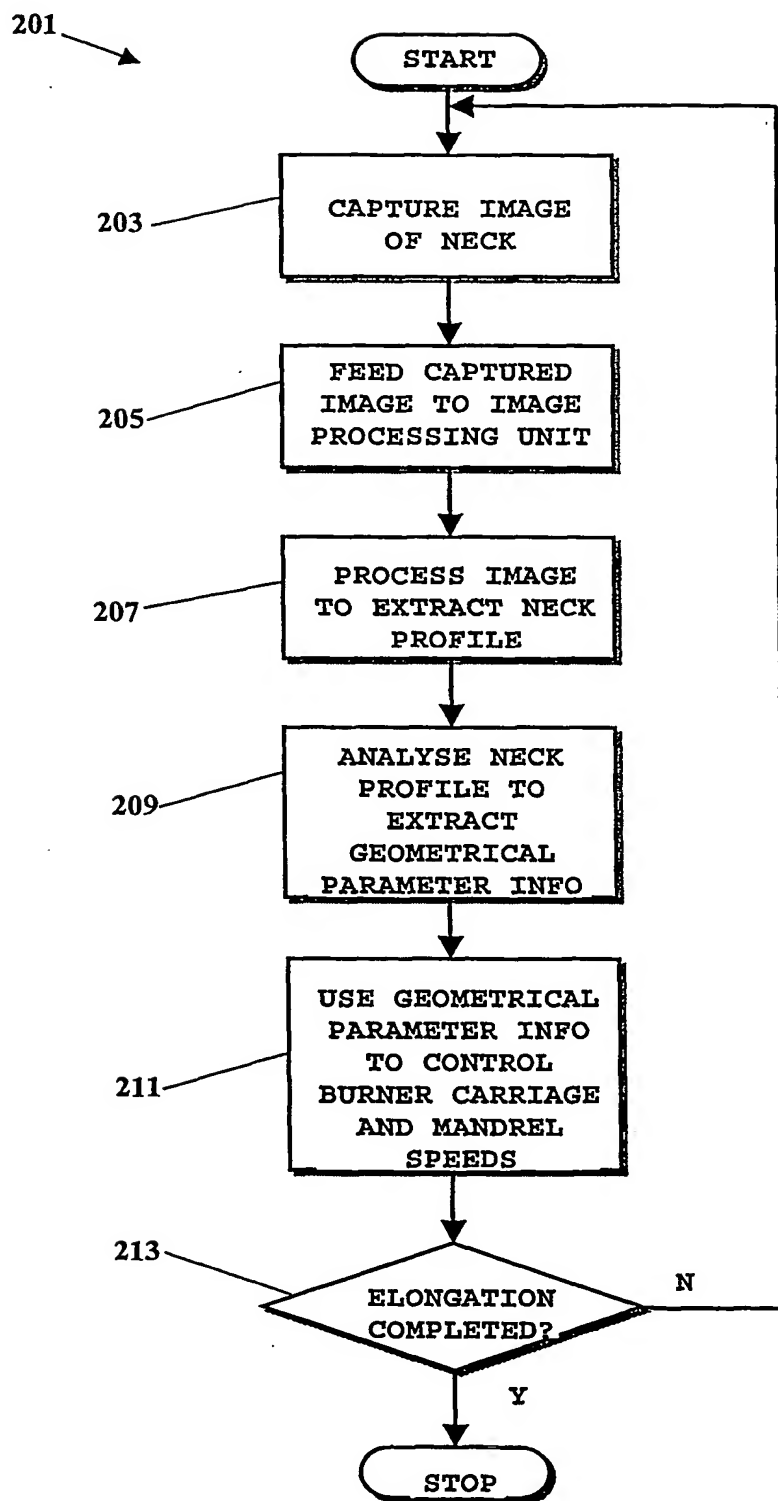 201
START
203
CAPTURE IMAGE
OF NECK
205
FEED CAPTURED
IMAGE TO IMAGE
PROCESSING UNIT
207
PROCESS IMAGE
TO EXTRACT NECK
PROFILE
209
ANALYSE NECK
PROFILE TO
EXTRACT
GEOMETRICAL
PARAMETER INFO
211
USE GEOMETRICAL
PARAMETER INFO
TO CONTROL
BURNER CARRIAGE
AND MANDREL
SPEEDS
213
ELONGATION
COMPLETED?
N
Y
STOP